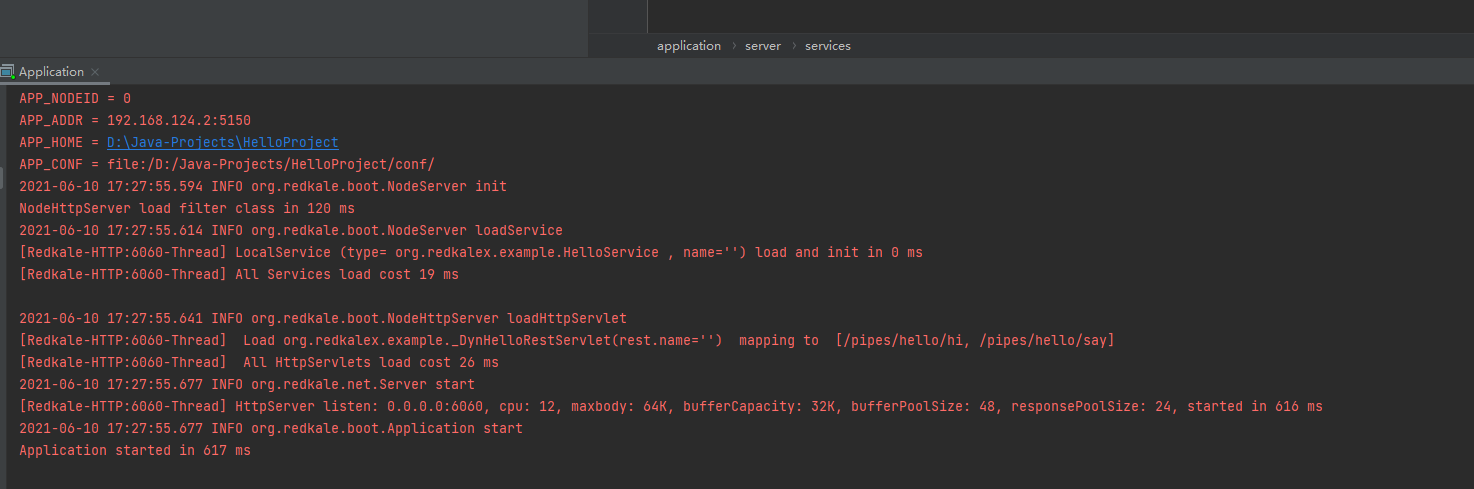 application › server › services
Application ×
APP_NODEID = 0
APP_ADDR = 192.168.124.2:5150
APP_HOME = D:\Java-Projects\HelloProject
APP_CONF = file:/D:/Java-Projects/HelloProject/conf/
2021-06-10 17:27:55.594 INFO org.redkale.boot.NodeServer init
NodeHttpServer load filter class in 120 ms
2021-06-10 17:27:55.614 INFO org.redkale.boot.NodeServer loadService
[Redkale-HTTP:6060-Thread] LocalService (type= org.redkalex.example.HelloService , name='') load and init in 0 ms
[Redkale-HTTP:6060-Thread] All Services load cost 19 ms
2021-06-10 17:27:55.641 INFO org.redkale.boot.NodeHttpServer loadHttpServlet
[Redkale-HTTP:6060-Thread]  Load org.redkalex.example._DynHelloRestServlet(rest.name='')  mapping to  [/pipes/hello/hi, /pipes/hello/say]
[Redkale-HTTP:6060-Thread]  All HttpServlets load cost 26 ms
2021-06-10 17:27:55.677 INFO org.redkale.net.Server start
[Redkale-HTTP:6060-Thread] HttpServer listen: 0.0.0.0:6060, cpu: 12, maxbody: 64K, bufferCapacity: 32K, bufferPoolSize: 48, responsePoolSize: 24, started in 616 ms
2021-06-10 17:27:55.677 INFO org.redkale.boot.Application start
Application started in 617 ms